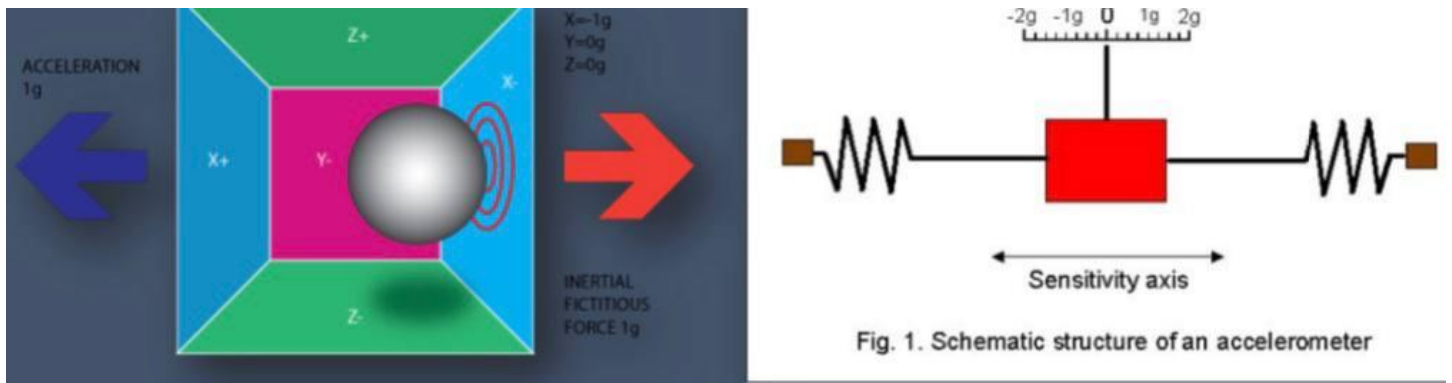 ACCELERATION
1g
Z+
X=-1g
Y=0g
Z=0g
X-
X+
Y-
Z-
INERTIAL
FICTITIOUS
FORCE 1g
-2g -1g 0 1g 2g
Sensitivity axis
Fig. 1. Schematic structure of an accelerometer